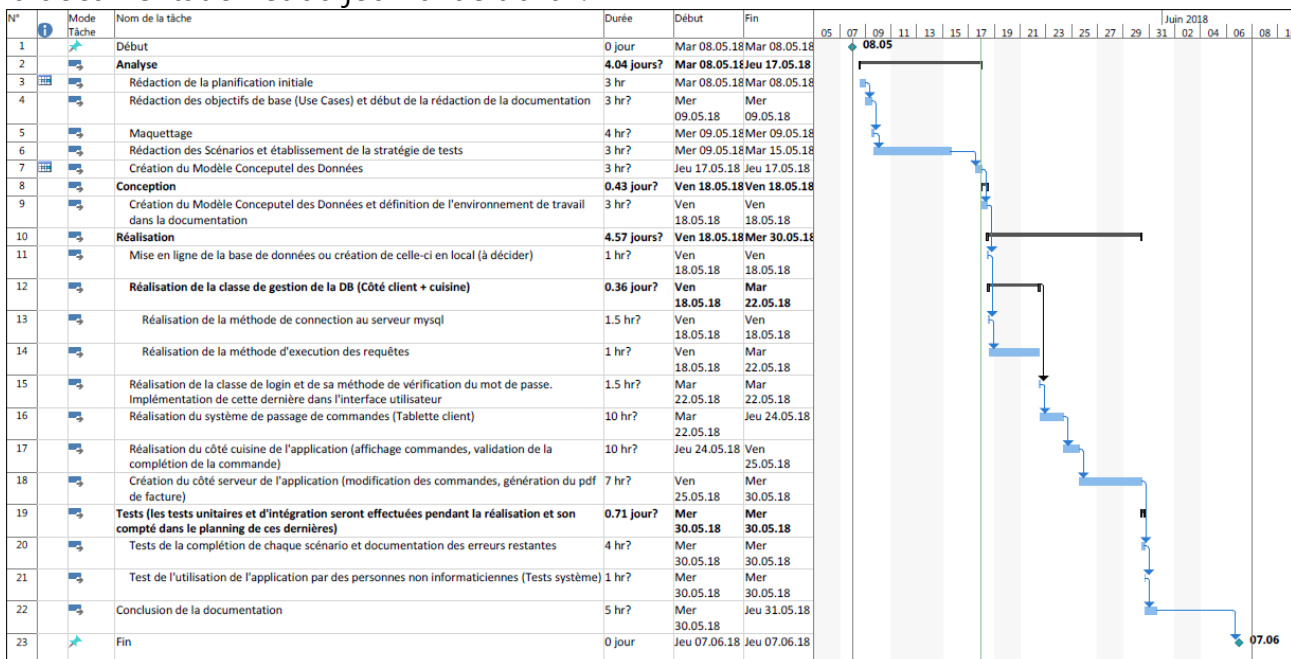 N° Mode Tâche Nom de la tâche Durée Début Fin
Juin 2018
05 07 09 11 13 15 17 19 21 23 25 27 29 31 02 04 06 08
1 Début 0 jour Mar 08.05.18 Mar 08.05.18
08.05
2 Analyse 4.04 jours? Mar 08.05.18 Jeu 17.05.18
3 Rédaction de la planification initiale 3 hr Mar 08.05.18 Mar 08.05.18
4 Rédaction des objectifs de base (Use Cases) et début de la rédaction de la documentation 3 hr? Mer 09.05.18 Mer 09.05.18
5 Maquettage 4 hr? Mer 09.05.18 Mer 09.05.18
6 Rédaction des Scénarios et établissement de la stratégie de tests 3 hr? Mer 09.05.18 Mar 15.05.18
7 Création du Modèle Conceputel des Données 3 hr? Jeu 17.05.18 Jeu 17.05.18
8 Conception 0.43 jour? Ven 18.05.18 Ven 18.05.18
9 Création du Modèle Conceputel des Données et définition de l'environnement de travail
dans la documentation 3 hr? Ven 18.05.18 Ven 18.05.18
10 Réalisation 4.57 jours? Ven 18.05.18 Mer 30.05.18
11 Mise en ligne de la base de données ou création de celle-ci en local (à décider) 1 hr? Ven 18.05.18 Ven 18.05.18
12 Réalisation de la classe de gestion de la DB (Côté client + cuisine) 0.36 jour? Ven 18.05.18 Mar 22.05.18
13 Réalisation de la méthode de connection au serveur mysql 1.5 hr? Ven 18.05.18 Ven 18.05.18
14 Réalisation de la méthode d'execution des requêtes 1 hr? Ven 18.05.18 Mar 22.05.18
15 Réalisation de la classe de login et de sa méthode de vérification du mot de passe.
Implémentation de cette dernière dans l'interface utilisateur 1.5 hr? Mar 22.05.18 Mar 22.05.18
16 Réalisation du système de passage de commandes (Tablette client) 10 hr? Mar 22.05.18 Jeu 24.05.18
17 Réalisation du côté cuisine de l'application (affichage commandes, validation de la
complétion de la commande) 10 hr? Jeu 24.05.18 Ven 25.05.18
18 Création du côté serveur de l'application (modification des commandes, génération du pdf
de facture) 7 hr? Ven 25.05.18 Mer 30.05.18
19 Tests (les tests unitaires et d'intégration seront effectuées pendant la réalisation et son
compté dans le planning de ces dernières) 0.71 jour? Mer 30.05.18 Mer 30.05.18
20 Tests de la complétion de chaque scénario et documentation des erreurs restantes 4 hr? Mer 30.05.18 Mer 30.05.18
21 Test de l'utilisation de l'application par des personnes non informaticiennes (Tests système) 1 hr? Mer 30.05.18 Mer 30.05.18
22 Conclusion de la documentation 5 hr? Mer 30.05.18 Jeu 31.05.18
23 Fin 0 jour Jeu 07.06.18 Jeu 07.06.18
07.06